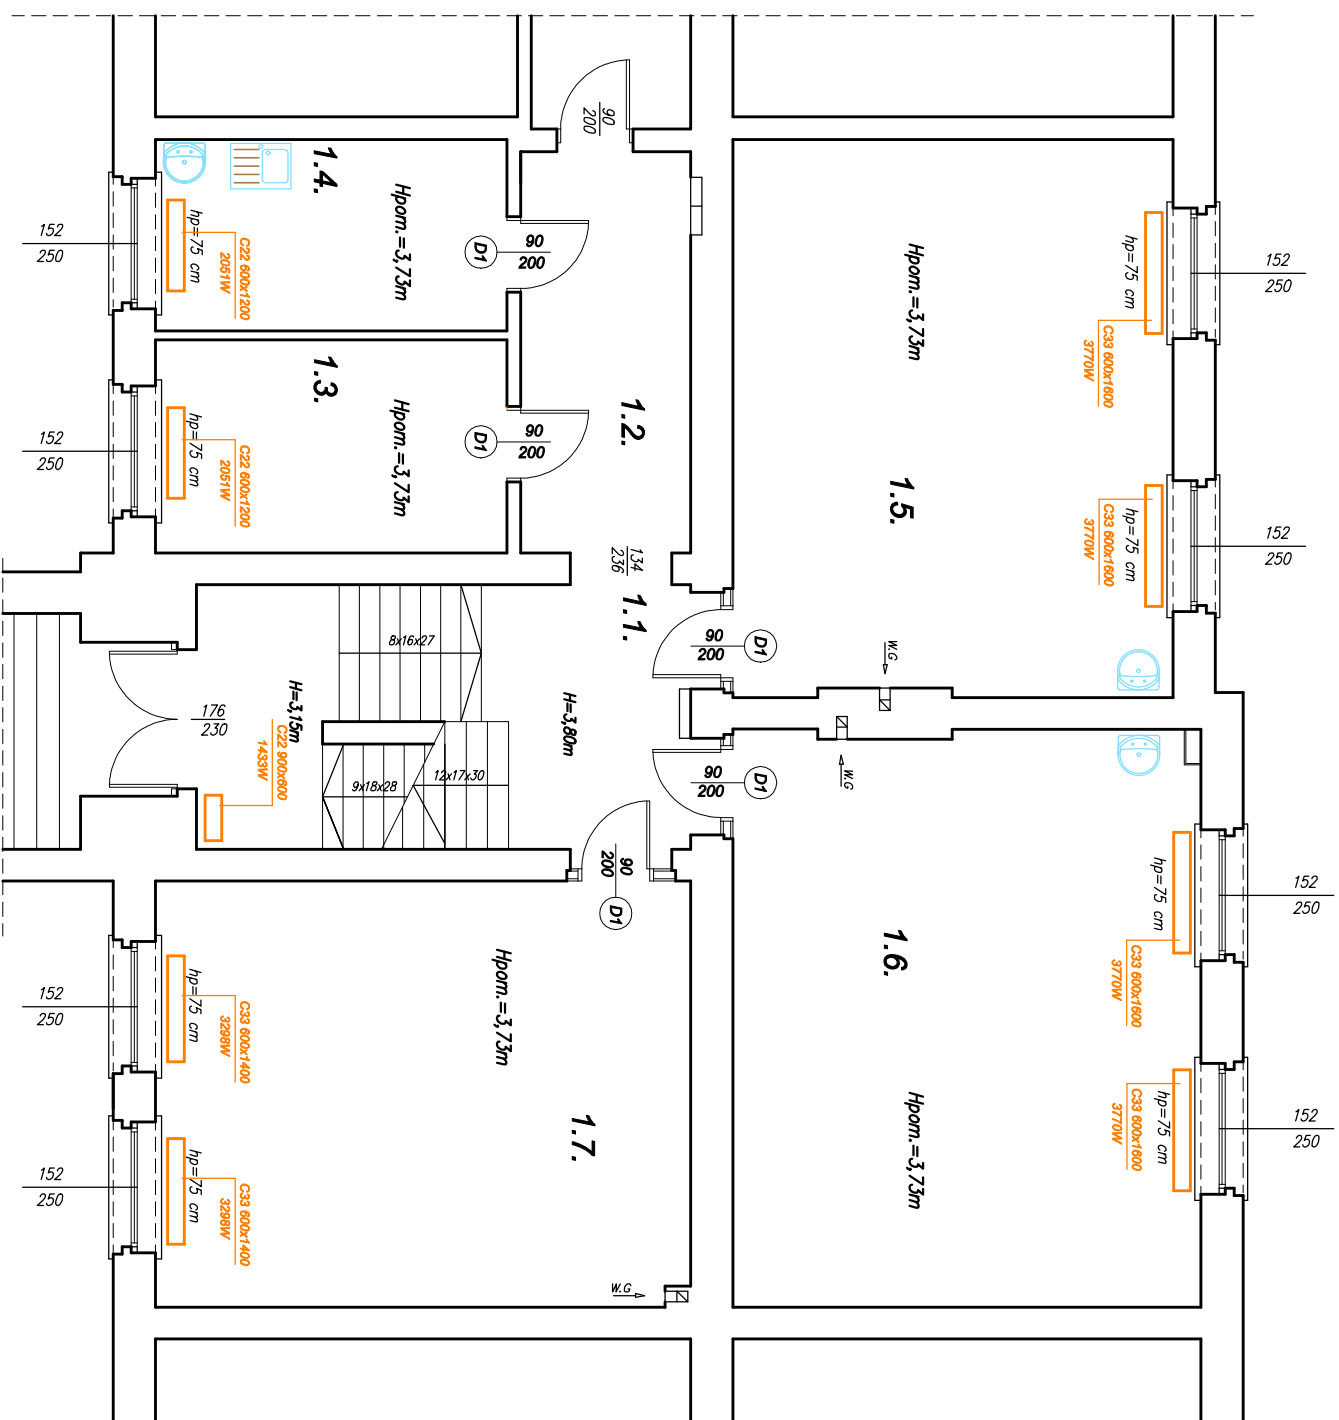 90
200
1.4.
Hpom.=3,73m
hp=75 cm
C22 600x1200
2051W
152
250
90
200
D1
1.3.
Hpom.=3,73m
hp=75 cm
C22 600x1200
2051W
152
250
90
200
D1
1.2.
134
236
1.1.
1.5.
Hpom.=3,73m
hp=75 cm
C33 600x1600
3770W
152
250
hp=75 cm
C33 600x1600
3770W
152
250
90
200
D1
W.G
W.G
8x16x27
H=3,15m
H=3,80m
176
230
C22 900x600
1433W
9x18x28
12x17x30
90
200
D1
90
200
D1
1.6.
Hpom.=3,73m
hp=75 cm
C33 600x1600
3770W
152
250
hp=75 cm
C33 600x1600
3770W
152
250
1.7.
Hpom.=3,73m
hp=75 cm
C33 600x1400
3298W
152
250
hp=75 cm
C33 600x1400
3298W
152
250
W.G